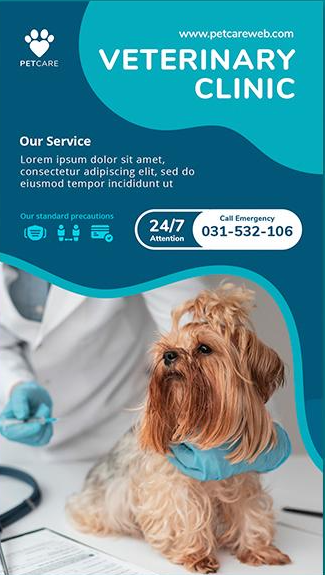 www.petcareweb.com
PETCARE
VETERINARY
CLINIC
Our Service
Lorem ipsum dolor sit amet,
consectetur adipiscing elit, sed do
eiusmod tempor incididunt ut
Our standard precautions
24/7
Attention
Call Emergency
031-532-106